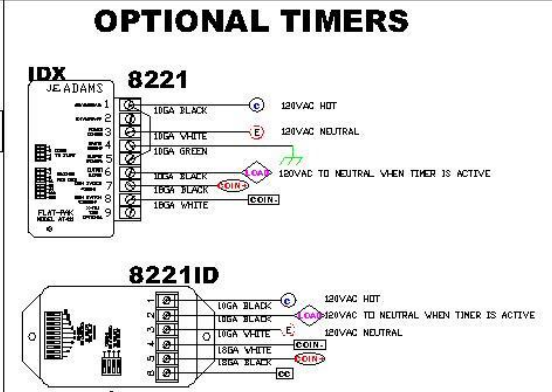 OPTIONAL TIMERS
IDX
8221
J.E. ADAMS
1
2
3
4
5
6
7
8
9
10GA BLACK
C
120VAC HOT
10GA WHITE
E
120VAC NEUTRAL
10GA GREEN
10GA BLACK
LOAD
120VAC TO NEUTRAL WHEN TIMER IS ACTIVE
18GA BLACK
COIN+
18GA WHITE
COIN-
FLAT-PAK
8221ID
1
2
3
4
5
6
10GA BLACK
C
120VAC HOT
10GA BLACK
LOAD
120VAC TO NEUTRAL WHEN TIMER IS ACTIVE
10GA WHITE
E
120VAC NEUTRAL
18GA WHITE
COIN-
18GA BLACK
COIN+
CC